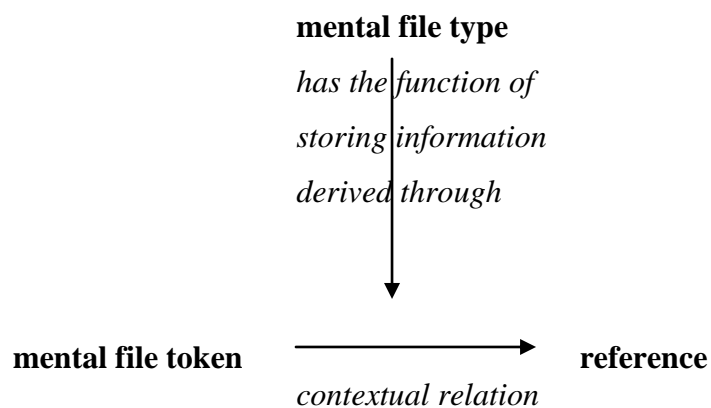 mental file type
has the function of
storing information
derived through
mental file token reference
contextual relation